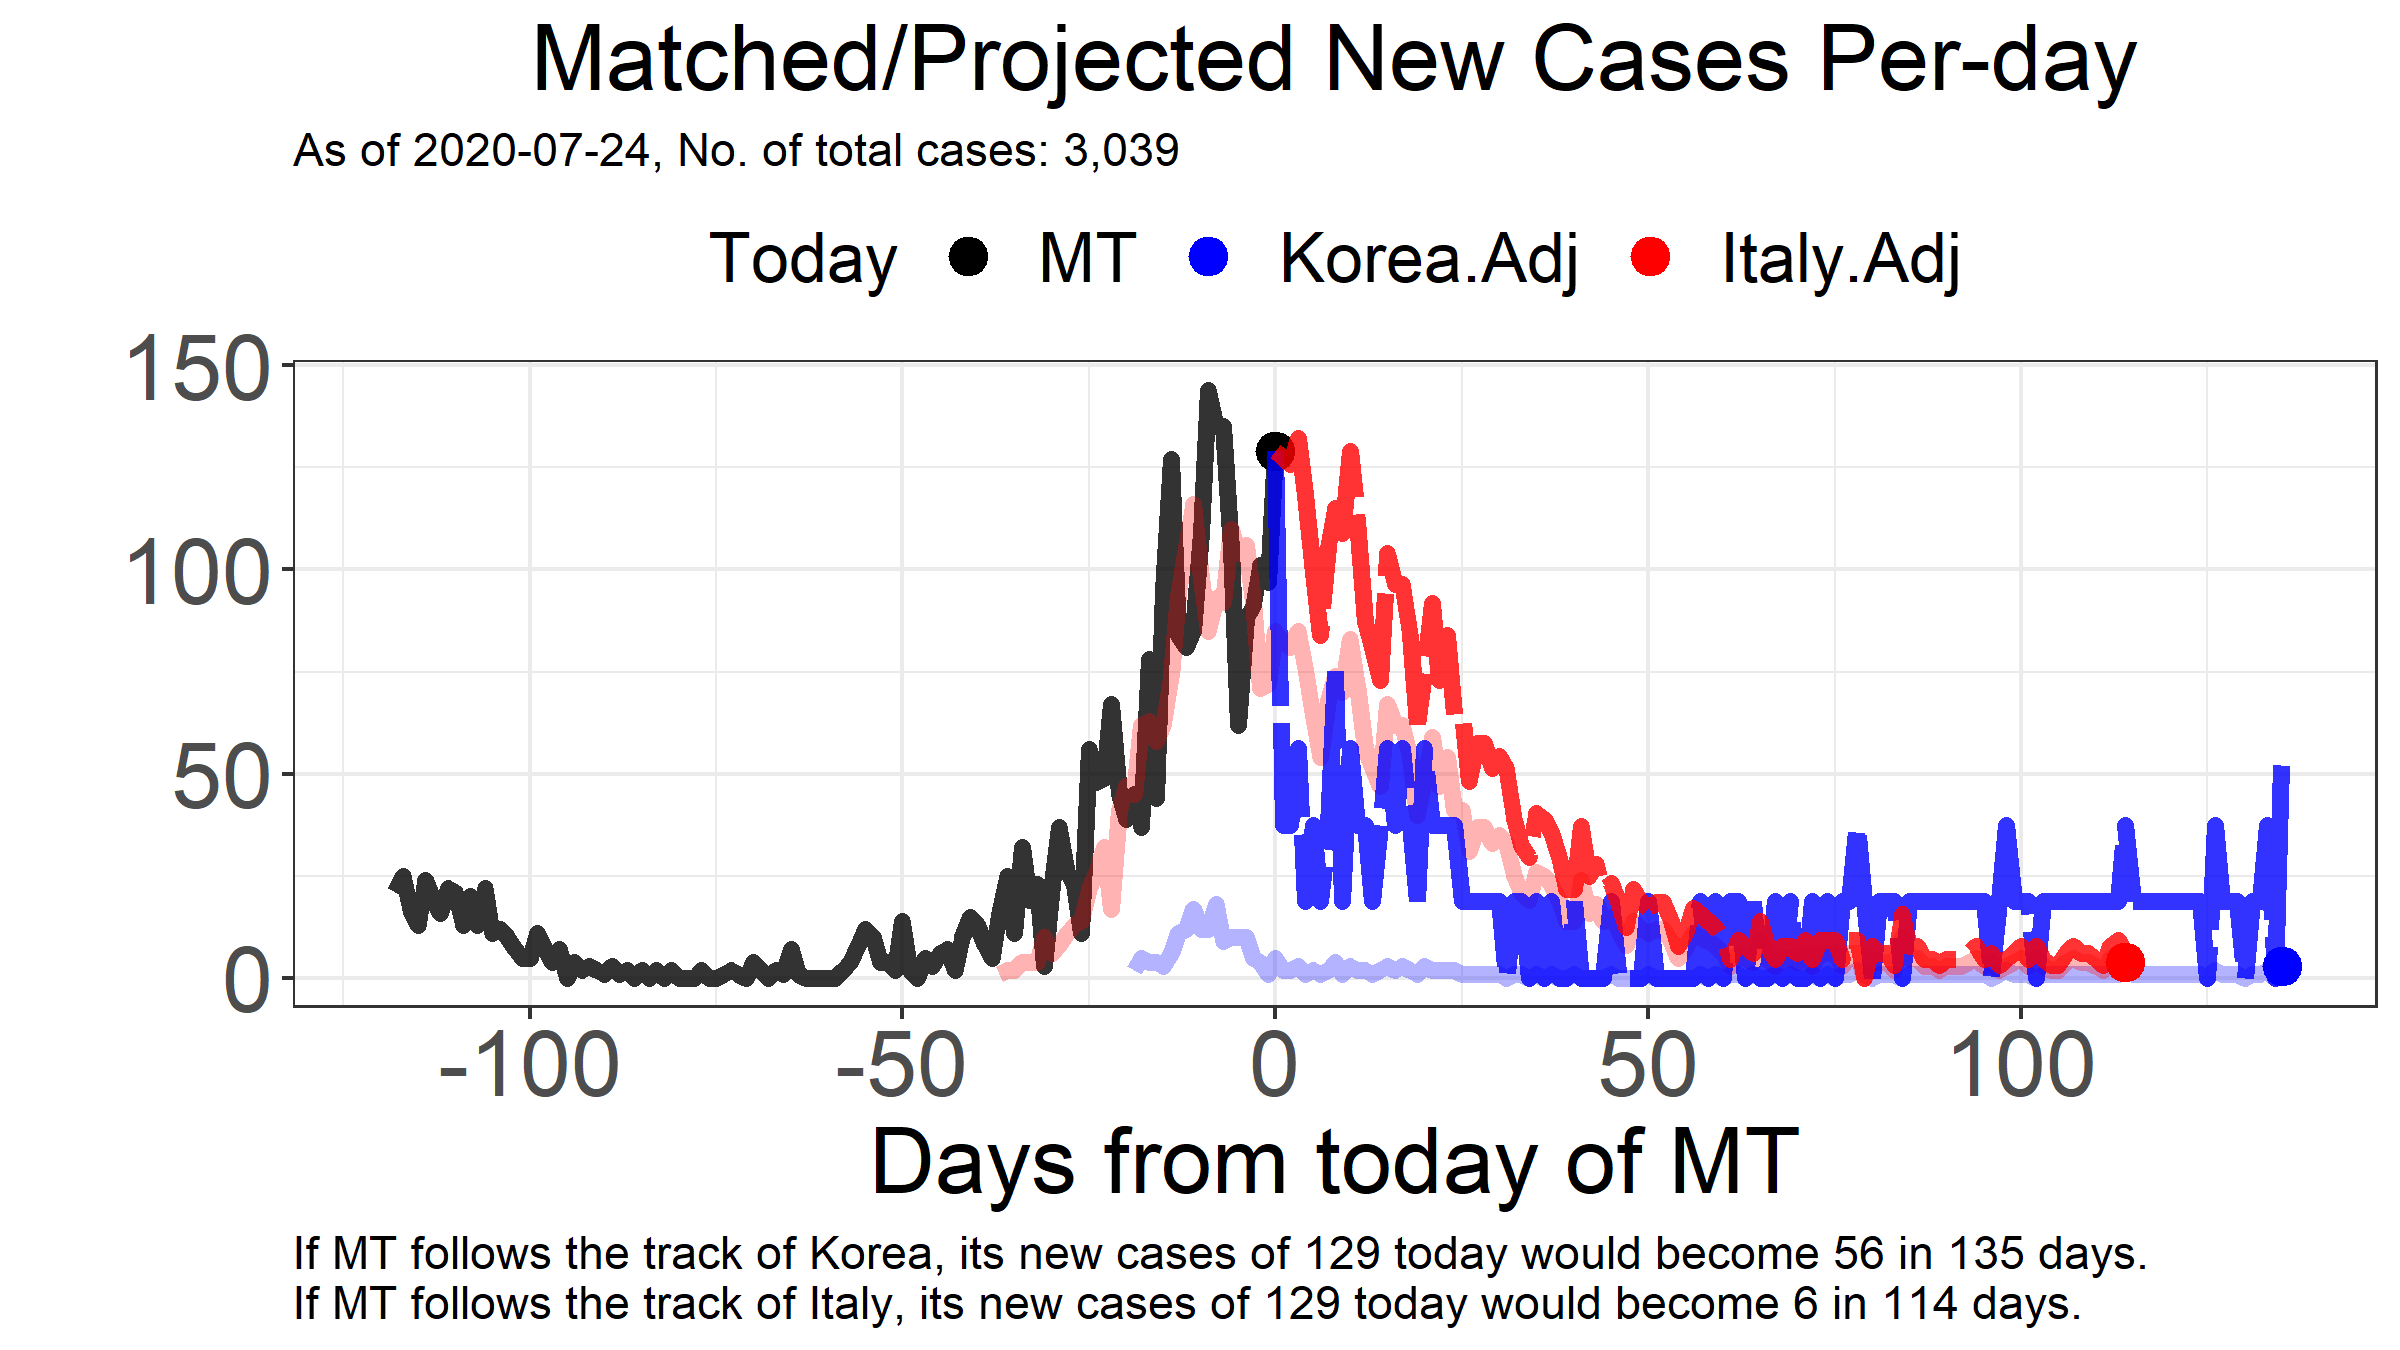 Matched/Projected New Cases Per-day
As of 2020-07-24, No. of total cases: 3,039
Today MT Korea.Adj Italy.Adj
150
100
50
0
-100 -50 0 50 100
Days from today of MT
If MT follows the track of Korea, its new cases of 129 today would become 56 in 135 days.
If MT follows the track of Italy, its new cases of 129 today would become 6 in 114 days.